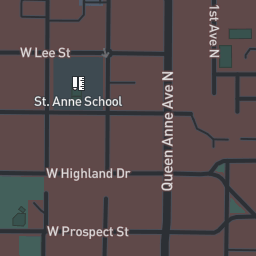 1st Ave N
W Lee St
St. Anne School
Queen Anne Ave N
W Highland Dr
W Prospect St